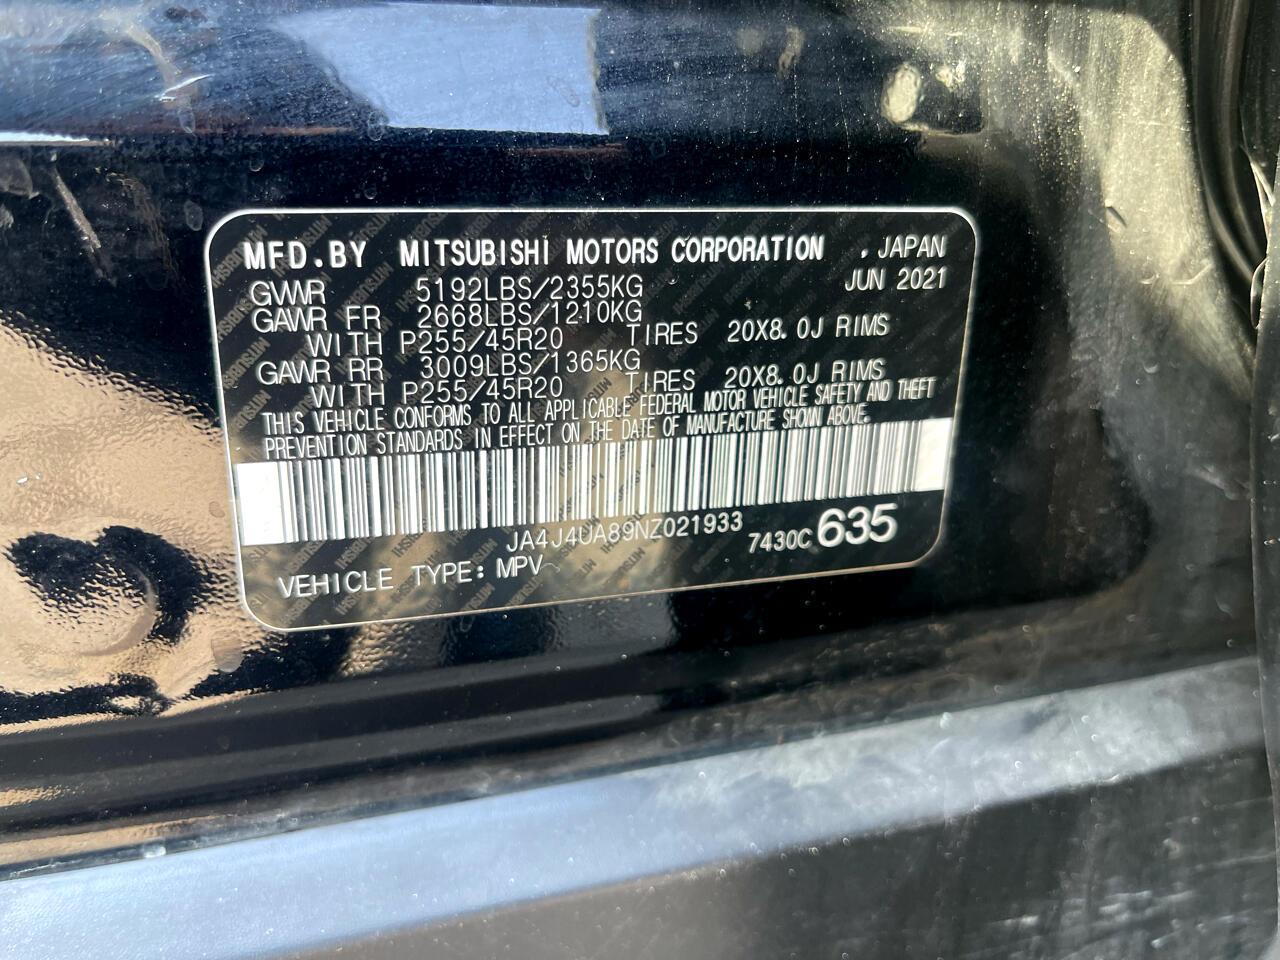 MFD.BY MITSUBISHI MOTORS CORPORATION . JAPAN
JUN 2021
GVWR 5192LBS/2355KG
GAWR FR 2668LBS/1210KG
WITH P255/45R20 TIRES 20X8.0J RIMS
GAWR RR 3009LBS/1365KG
WITH P255/45R20 TIRES 20X8.0J RIMS
THIS VEHICLE CONFORMS TO ALL APPLICABLE FEDERAL MOTOR VEHICLE SAFETY AND THEFT
PREVENTION STANDARDS IN EFFECT ON THE DATE OF MANUFACTURE SHOWN ABOVE.
JA4J4UA89NZ021933 7430C 635
VEHICLE TYPE: MPV